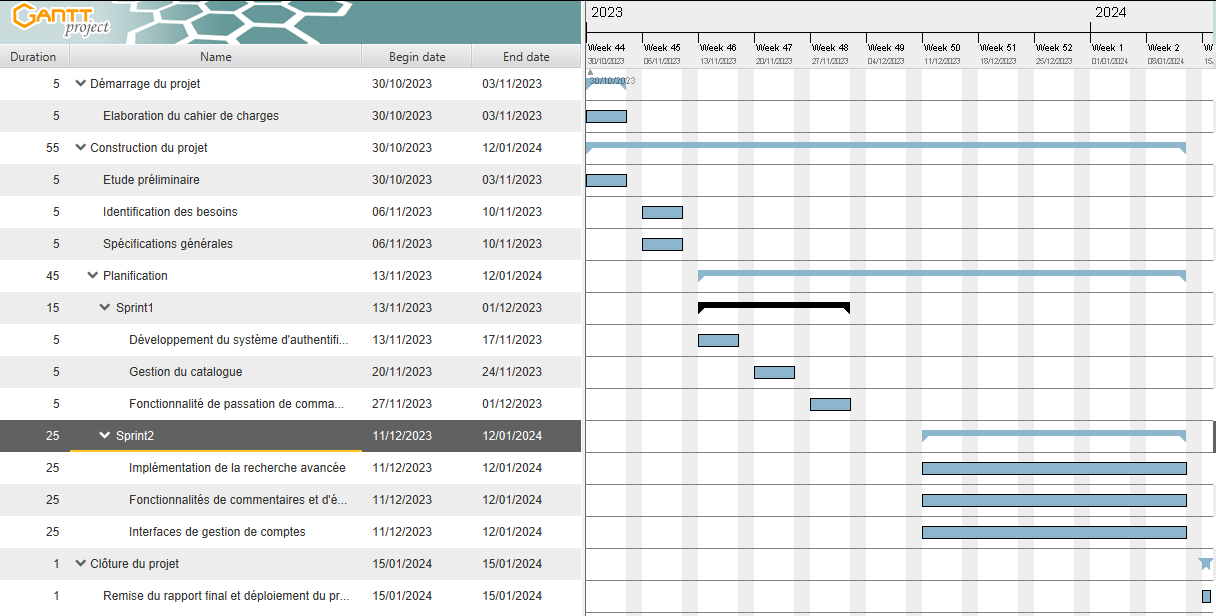 GANTT project
2023 2024
Duration Name Begin date End date
Week 44 Week 45 Week 46 Week 47 Week 48 Week 49 Week 50 Week 51 Week 52 Week 1 Week 2 W
30/10/2023 06/11/2023 13/11/2023 20/11/2023 27/11/2023 04/12/2023 11/12/2023 18/12/2023 25/12/2023 01/01/2024 08/01/2024 15.
30/10/2023
5 Démarrage du projet 30/10/2023 03/11/2023
5 Elaboration du cahier de charges 30/10/2023 03/11/2023
55 Construction du projet 30/10/2023 12/01/2024
5 Etude préliminaire 30/10/2023 03/11/2023
5 Identification des besoins 06/11/2023 10/11/2023
5 Spécifications générales 06/11/2023 10/11/2023
45 Planification 13/11/2023 12/01/2024
15 Sprint1 13/11/2023 01/12/2023
5 Développement du système d'authentifi... 13/11/2023 17/11/2023
5 Gestion du catalogue 20/11/2023 24/11/2023
5 Fonctionnalité de passation de comma... 27/11/2023 01/12/2023
25 Sprint2 11/12/2023 12/01/2024
25 Implémentation de la recherche avancée 11/12/2023 12/01/2024
25 Fonctionnalités de commentaires et d'é... 11/12/2023 12/01/2024
25 Interfaces de gestion de comptes 11/12/2023 12/01/2024
1 Clôture du projet 15/01/2024 15/01/2024
1 Remise du rapport final et déploiement du pr... 15/01/2024 15/01/2024